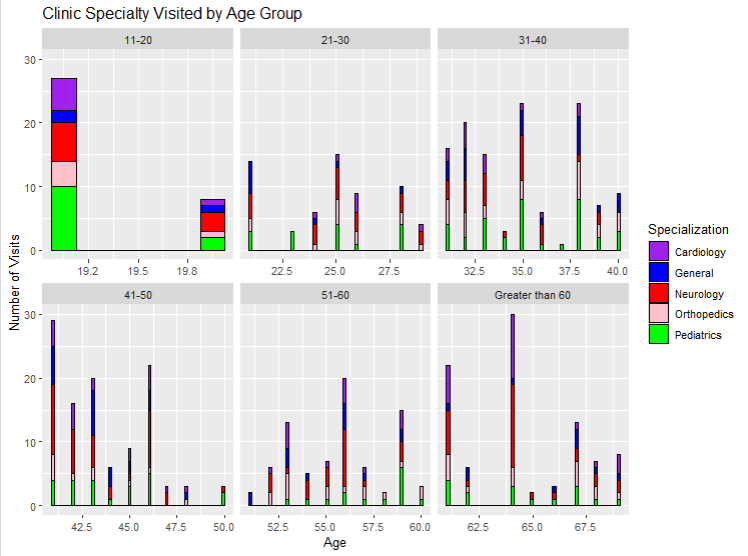 Clinic Specialty Visited by Age Group
11-20 21-30 31-40
30
20
10
0
19.2 19.5 19.8 22.5 25.0 27.5 32.5 35.0 37.5 40.0
Number of Visits
41-50 51-60 Greater than 60
30
20
10
0
42.5 45.0 47.5 50.0 52.5 55.0 57.5 60.0 62.5 65.0 67.5
Age
Specialization
Cardiology
General
Neurology
Orthopedics
Pediatrics